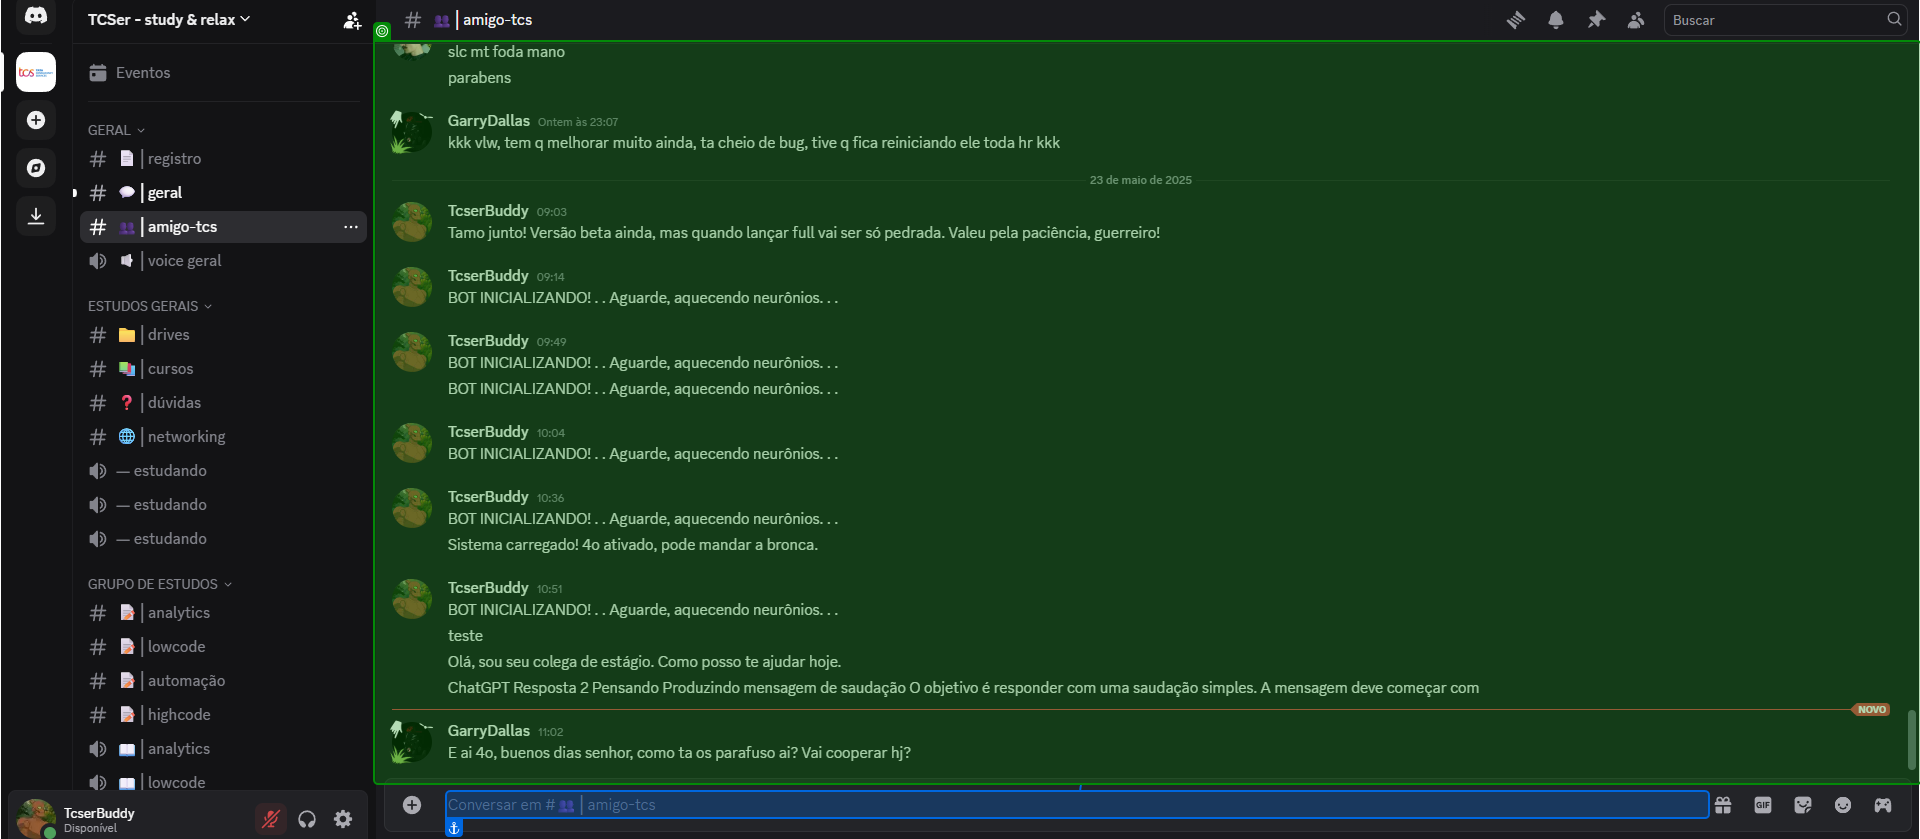 TCSer - study & relax
# 👥 | amigo-tcs
Buscar
tcs
Eventos
GERAL
registro
geral
amigo-tcs
voice geral
ESTUDOS GERAIS
drives
cursos
dúvidas
networking
— estudando
— estudando
— estudando
GRUPO DE ESTUDOS
analytics
lowcode
automação
highcode
analytics
lowcode
TcserBuddy
Disponível
slc mt foda mano
parabens
GarryDallas Ontem às 23:07
kkk vlw, tem q melhorar muito ainda, ta cheio de bug, tive q fica reiniciando ele toda hr kkk
23 de maio de 2025
TcserBuddy 09:03
Tamo junto! Versão beta ainda, mas quando lançar full vai ser só pedrada. Valeu pela paciência, guerreiro!
TcserBuddy 09:14
BOT INICIALIZANDO! . . Aguarde, aquecendo neurônios. . .
TcserBuddy 09:49
BOT INICIALIZANDO! . . Aguarde, aquecendo neurônios. . .
BOT INICIALIZANDO! . . Aguarde, aquecendo neurônios. . .
TcserBuddy 10:04
BOT INICIALIZANDO! . . Aguarde, aquecendo neurônios. . .
TcserBuddy 10:36
BOT INICIALIZANDO! . . Aguarde, aquecendo neurônios. . .
Sistema carregado! 4o ativado, pode mandar a bronca.
TcserBuddy 10:51
BOT INICIALIZANDO! . . Aguarde, aquecendo neurônios. . .
teste
Olá, sou seu colega de estágio. Como posso te ajudar hoje.
ChatGPT Resposta 2 Pensando Produzindo mensagem de saudação O objetivo é responder com uma saudação simples. A mensagem deve começar com
NOVO
GarryDallas 11:02
E ai 4o, buenos dias senhor, como ta os parafuso ai? Vai cooperar hj?
Conversar em # 👥 | amigo-tcs
GIF